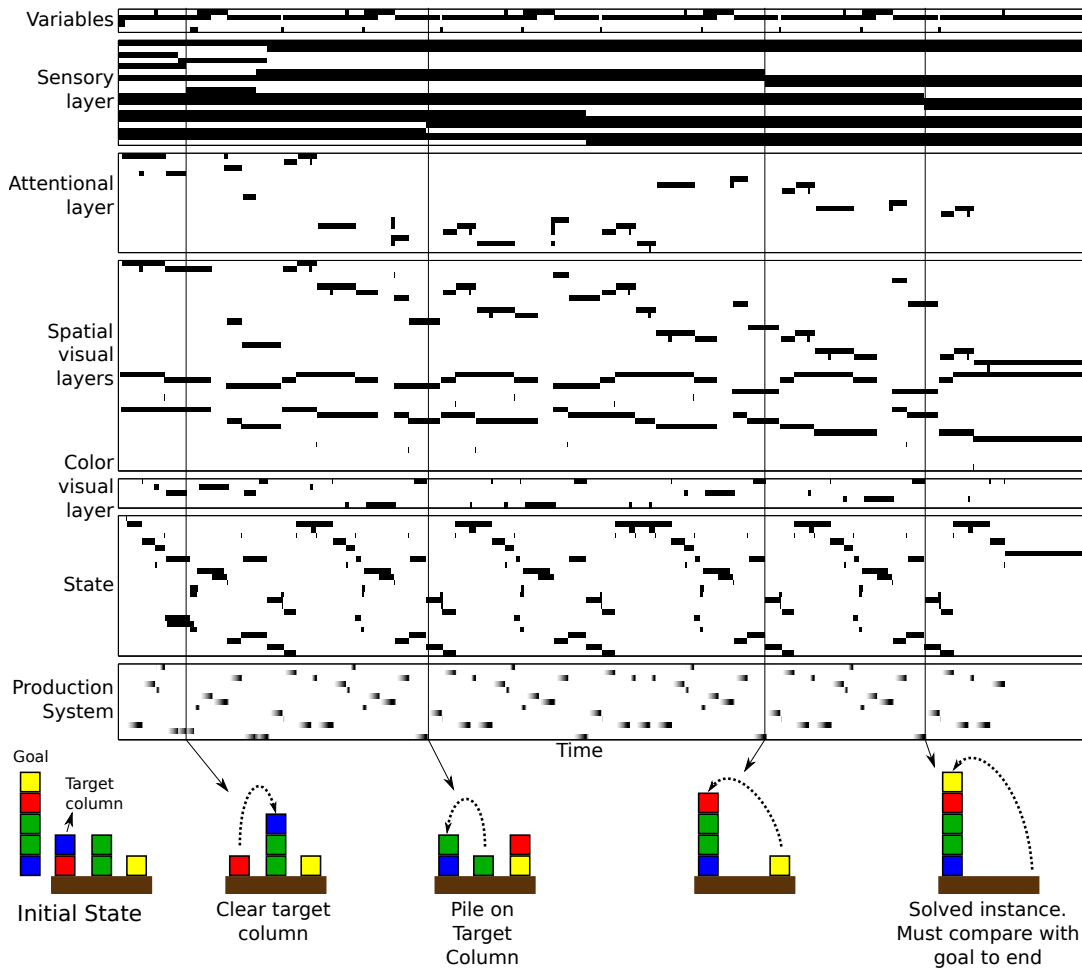 Variables
Sensory
layer
Attentional
layer
Spatial
visual
layers
Color
visual
layer
State
Production
System
Time
Goal
Target
column
Initial State
Clear target
column
Pile on
Target
Column
Solved instance.
Must compare with
goal to end